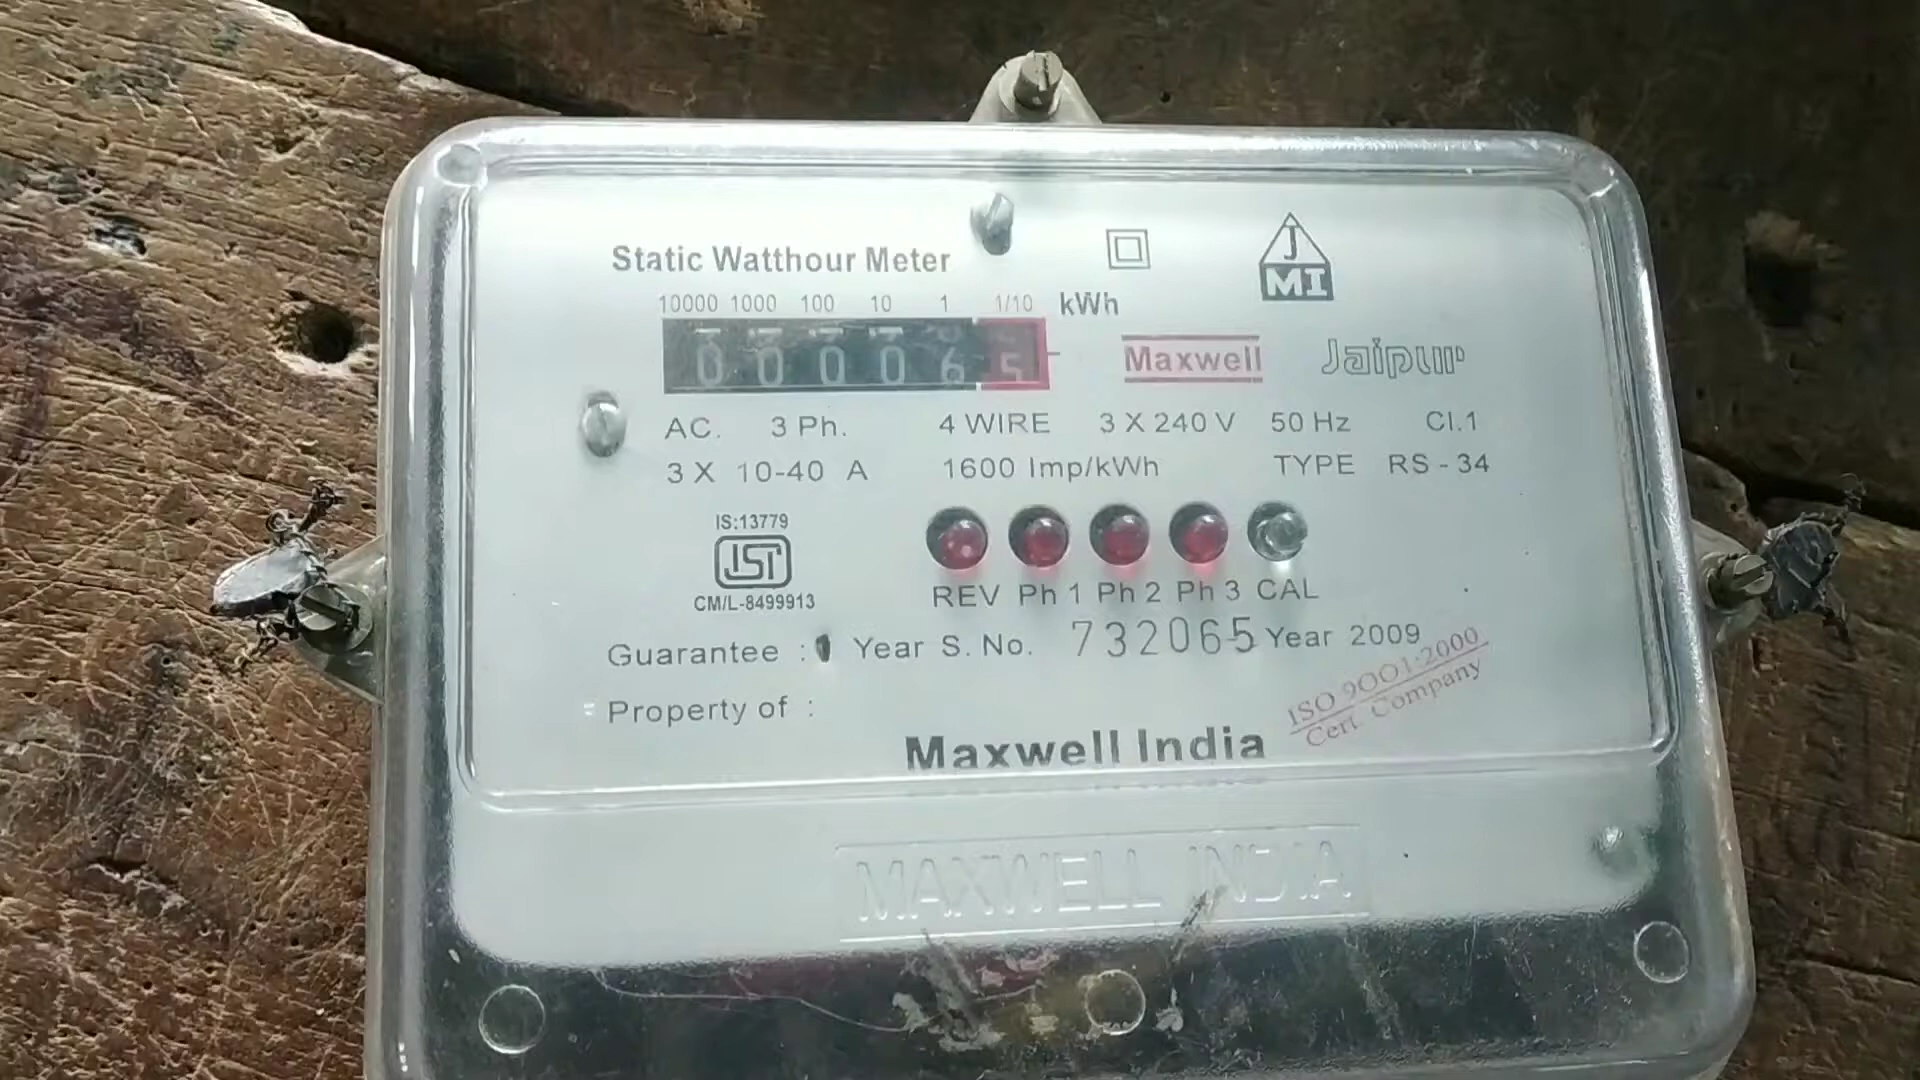 Static Watthour Meter
10000 1000 100 10 1 1/10 kWh
0 0 0 0 6 5
J
MI
Maxwell
Jaipur
AC. 3 Ph. 4 WIRE 3 X 240 V 50 Hz Cl.1
3 X 10-40 A 1600 Imp/kWh TYPE RS - 34
IS:13779
ISI
CM/L-8499913
REV Ph 1 Ph 2 Ph 3 CAL
Guarantee : 1 Year S. No. 732065 Year 2009
Property of :
ISO 9001:2000
Cert. Company
Maxwell India
MAXWELL INDIA